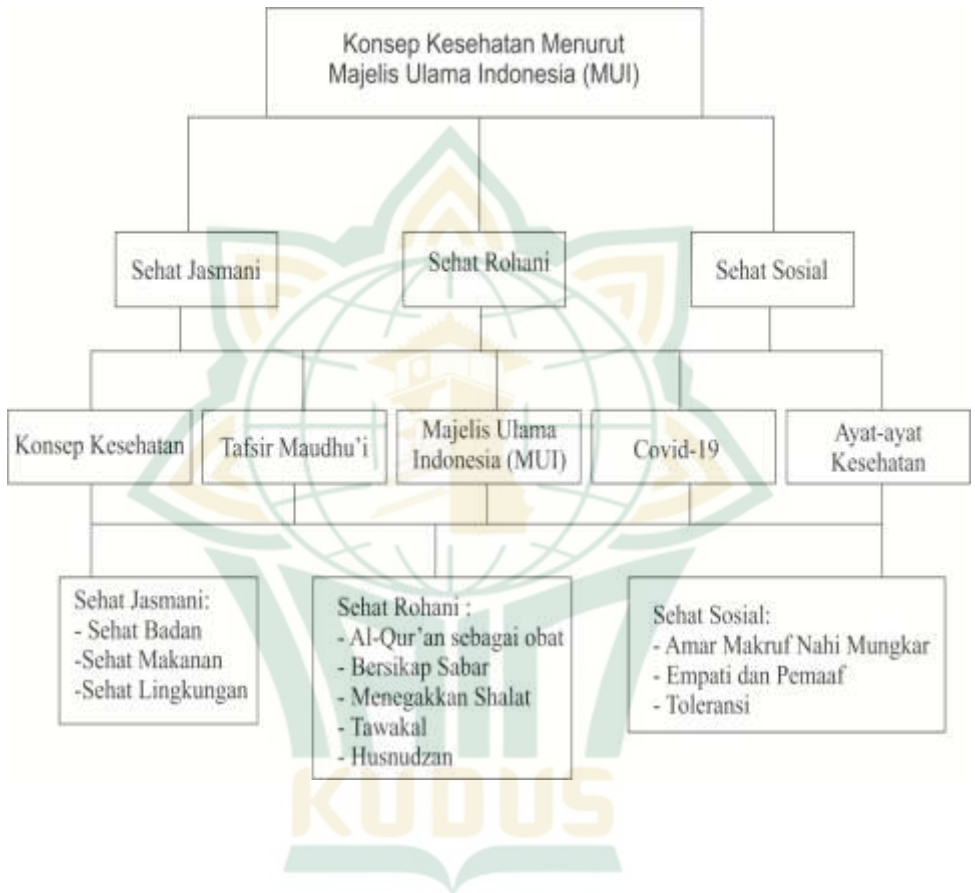 Konsep Kesehatan Menurut
Majelis Ulama Indonesia (MUI)
Sehat Jasmani
Sehat Rohani
Sehat Sosial
Konsep Kesehatan
Tafsir Maudhu'i
Majelis Ulama
Indonesia (MUI)
Covid-19
Ayat-ayat
Kesehatan
Sehat Jasmani:
- Sehat Badan
-Sehat Makanan
-Sehat Lingkungan
Sehat Rohani :
- Al-Qur'an sebagai obat
- Bersikap Sabar
- Menegakkan Shalat
- Tawakal
- Husnudzan
Sehat Sosial:
- Amar Makruf Nahi Mungkar
- Empati dan Pemaaf
- Toleransi
KUDUS